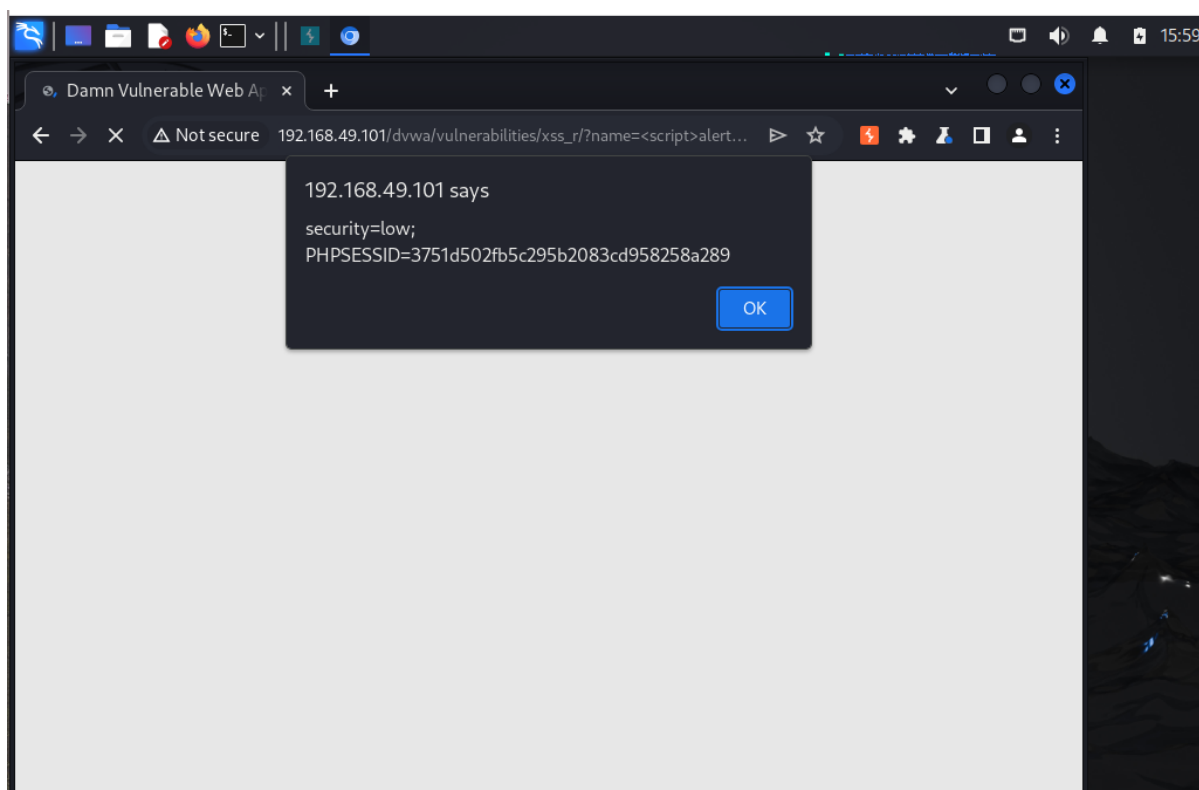 15:59
Damn Vulnerable Web Ap
Not secure 192.168.49.101/dvwa/vulnerabilities/xss_r/?name=<script>alert...
192.168.49.101 says
security=low;
PHPSESSID=3751d502fb5c295b2083cd958258a289
OK